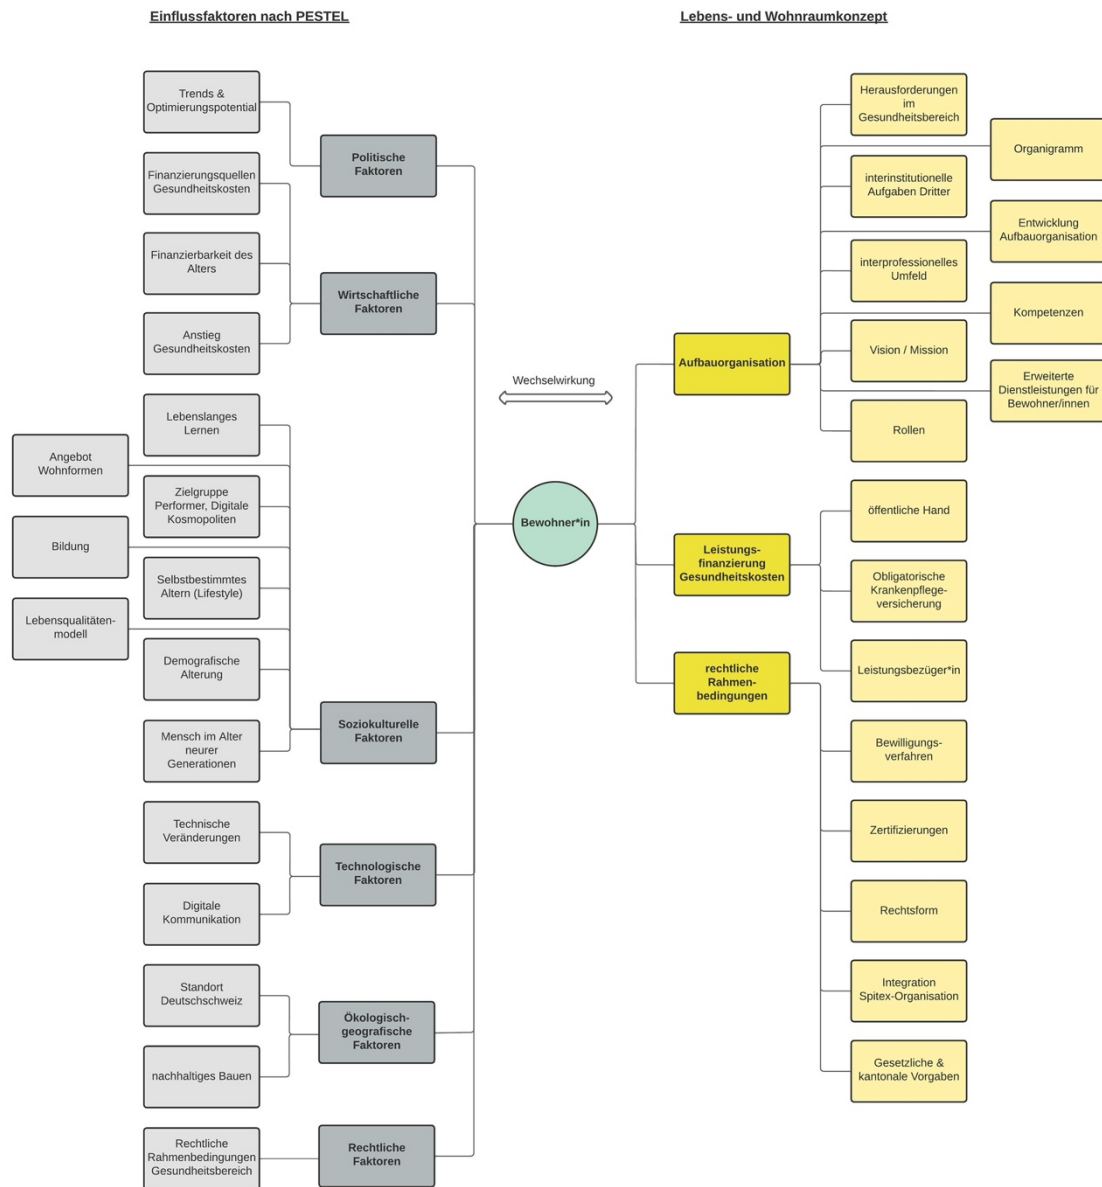 Einflussfaktoren nach PESTEL
Lebens- und Wohnraumkonzept
Trends &
Optimierungspotential
Politische
Faktoren
Finanzierungsquellen
Gesundheitskosten
Finanzierbarkeit des
Alters
Wirtschaftliche
Faktoren
Anstieg
Gesundheitskosten
Lebenslanges
Lernen
Angebot
Wohnformen
Zielgruppe
Performer, Digitale
Kosmopoliten
Bildung
Selbstbestimmtes
Altern (Lifestyle)
Lebensqualitäten-
modell
Demografische
Alterung
Soziokulturelle
Faktoren
Mensch im Alter
neurer
Generationen
Technische
Veränderungen
Technologische
Faktoren
Digitale
Kommunikation
Standort
Deutschschweiz
Ökologisch-
geografische
Faktoren
nachhaltiges Bauen
Rechtliche
Rahmenbedingungen
Gesundheitsbereich
Rechtliche
Faktoren
Wechselwirkung
Bewohner*in
Aufbauorganisation
Herausforderungen
im
Gesundheitsbereich
Organigramm
interinstitutionelle
Aufgaben Dritter
Entwicklung
Aufbauorganisation
interprofessionelles
Umfeld
Kompetenzen
Vision / Mission
Erweiterte
Dienstleistungen für
Bewohner/innen
Rollen
Leistungs-
finanzierung
Gesundheitskosten
öffentliche Hand
Obligatorische
Krankenpflege-
versicherung
Leistungsbezüger*in
rechtliche
Rahmen-
bedingungen
Bewilligungs-
verfahren
Zertifizierungen
Rechtsform
Integration
Spitex-Organisation
Gesetzliche &
kantonale Vorgaben